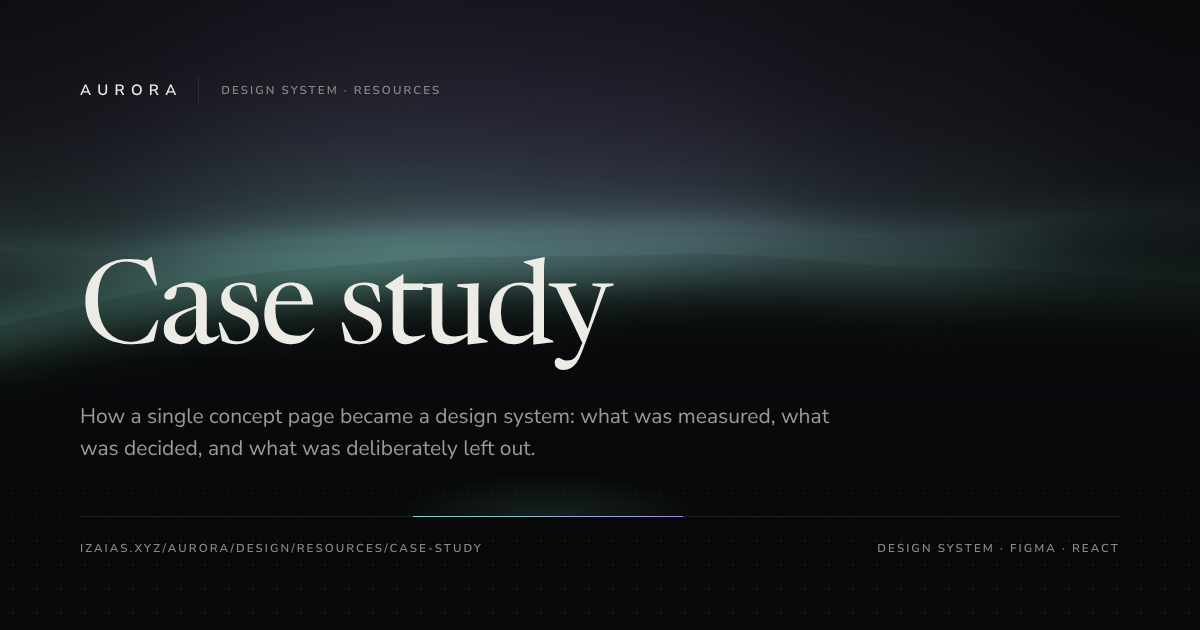 AURORA
DESIGN SYSTEM · RESOURCES
Case study
How a single concept page became a design system: what was measured, what
was decided, and what was deliberately left out.
IZAIAS.XYZ/AURORA/DESIGN/RESOURCES/CASE-STUDY
DESIGN SYSTEM · FIGMA · REACT